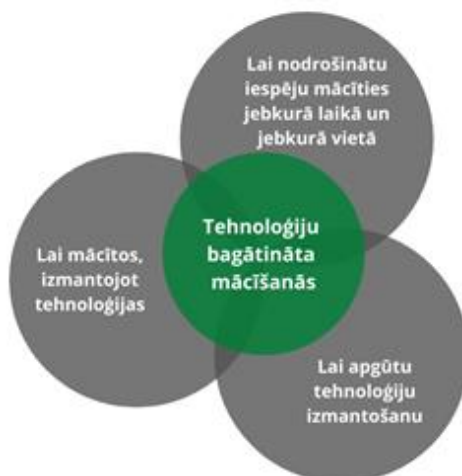 Lai nodrošinātu
iespēju mācīties
jebkurā laikā un
jebkurā vietā
Tehnoloģiju
bagātināta
mācīšanās
Lai mācītos,
izmantojot
tehnoloģijas
Lai apgūtu
tehnoloģiju
izmantošanu